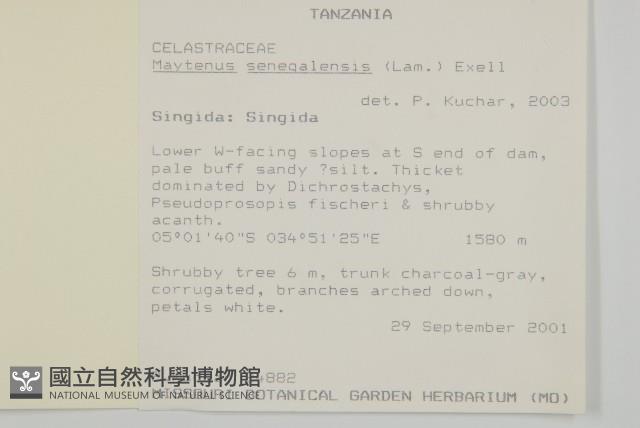 TANZANIA
CELASTRACEAE
Maytenus senegalensis (Lam.) Exell
det. P. Kuchar, 2003
Singida: Singida
Lower W-facing slopes at S end of dam,
pale buff sandy ?silt. Thicket
dominated by Dichrostachys,
Pseudoprosopis fischeri & shrubby
acanth.
05°01'40"S 034°51'25"E 1580 m
Shrubby tree 6 m, trunk charcoal-gray,
corrugated, branches arched down,
petals white.
29 September 2001
國立自然科學博物館
NATIONAL MUSEUM OF NATURAL SCIENCE
BOTANICAL GARDEN HERBARIUM (MO)